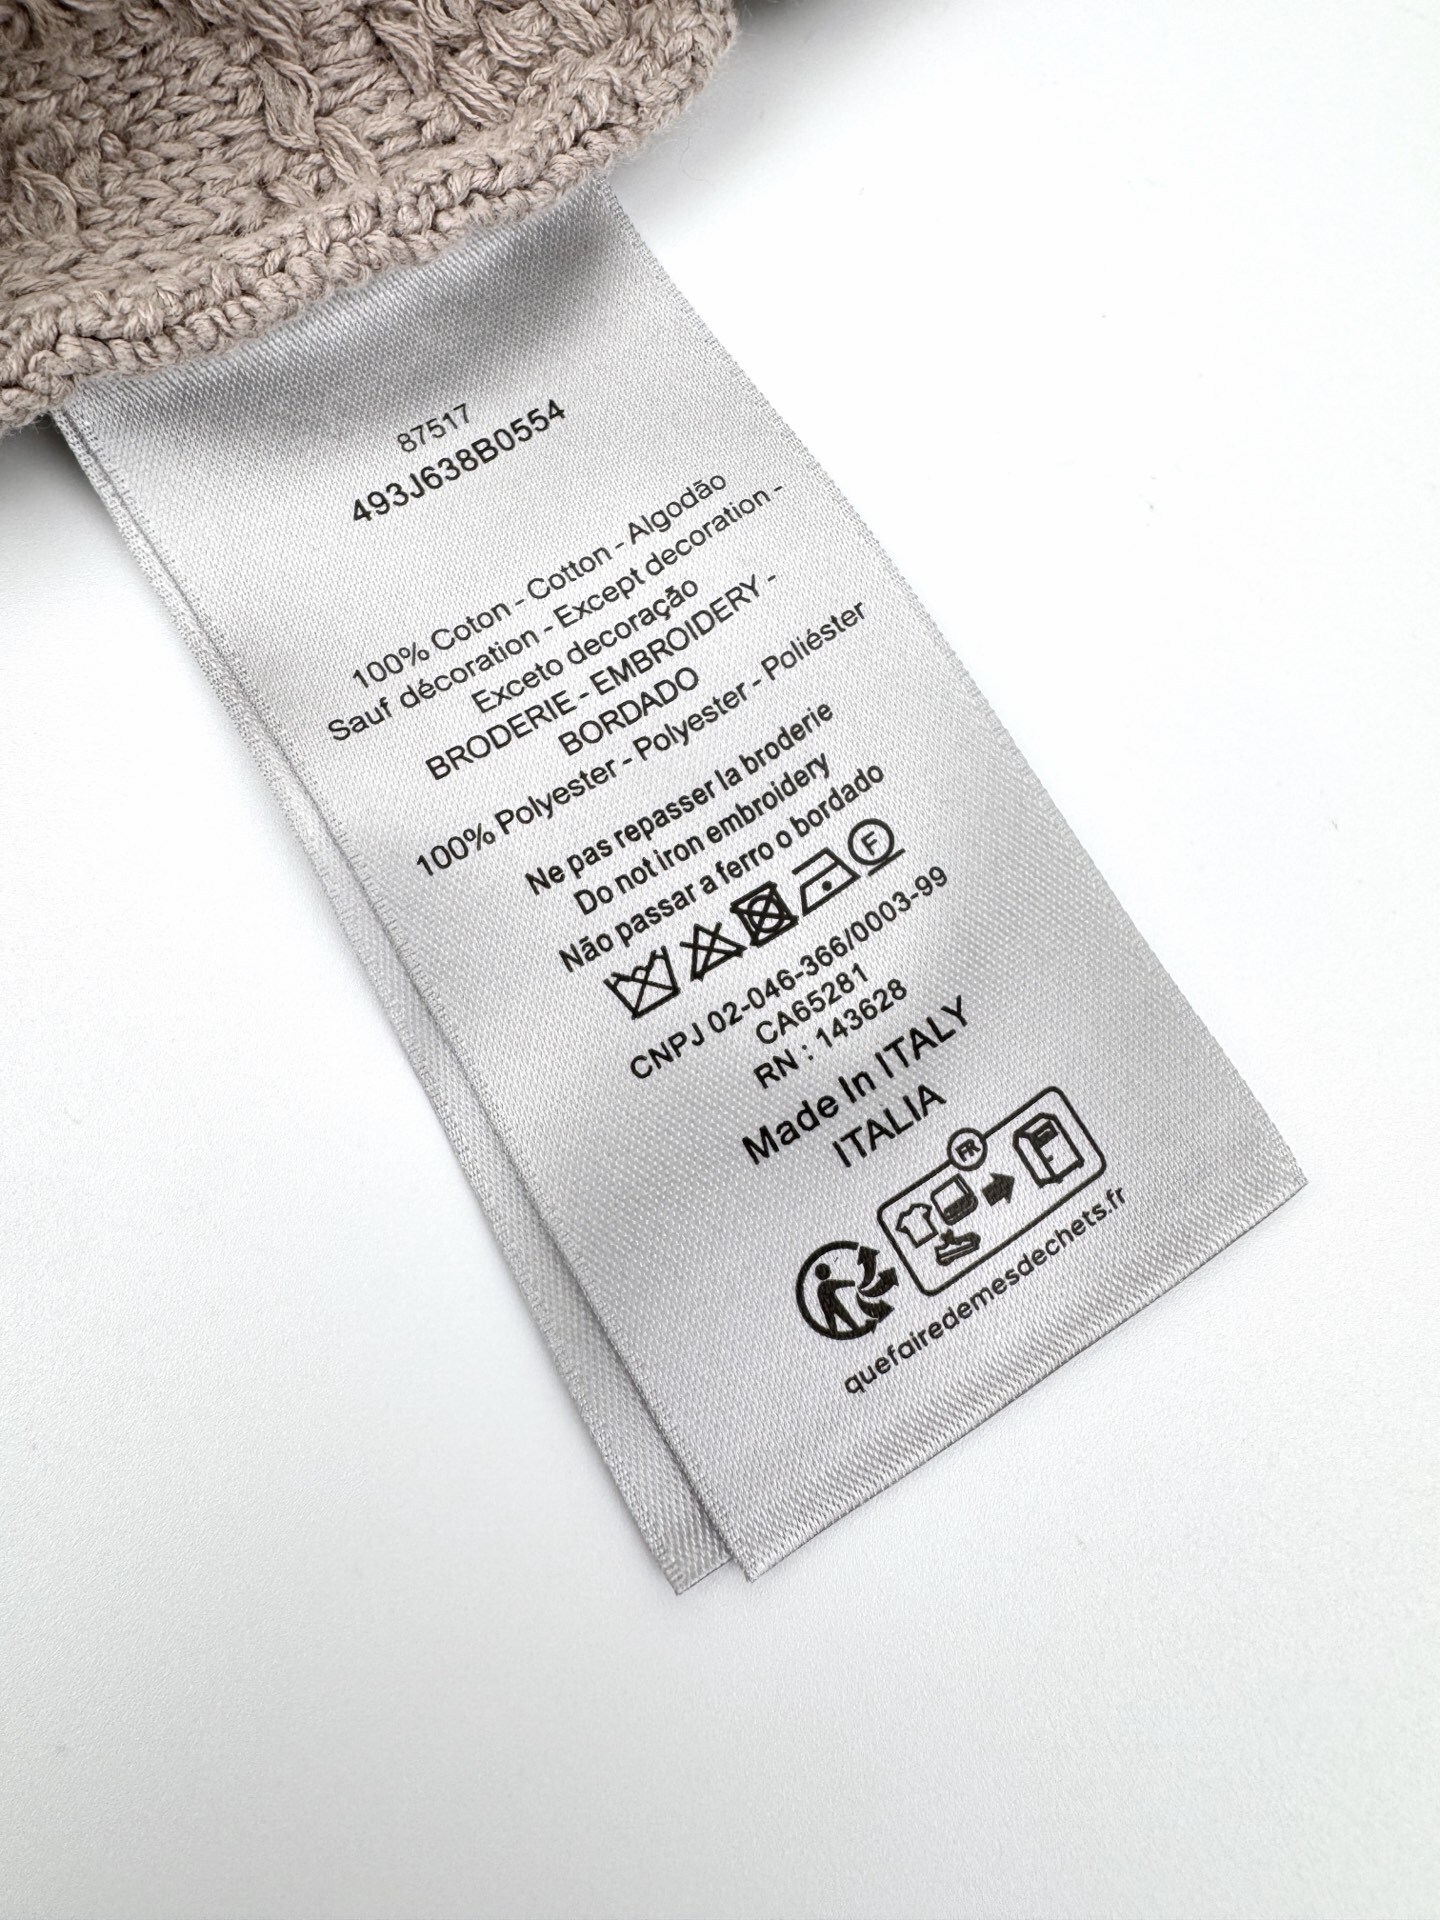 87517
493J638B0554
100% Coton - Cotton - Algodão
Sauf décoration - Except decoration -
Exceto decoração
BRODERIE - EMBROIDERY -
BORDADO
100% Polyester - Polyester - Poliéster
Ne pas repasser la broderie
Do not iron embroidery
Não passar a ferro o bordado
F
CNPJ 02-046-366/0003-99
CA65281
RN : 143628
Made In ITALY
ITALIA
FR
quefairedemesdechets.fr